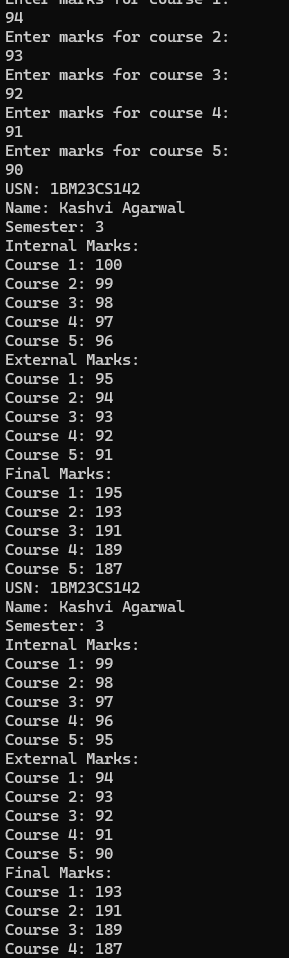 Enter marks for course 1:
94
Enter marks for course 2:
93
Enter marks for course 3:
92
Enter marks for course 4:
91
Enter marks for course 5:
90
USN: 1BM23CS142
Name: Kashvi Agarwal
Semester: 3
Internal Marks:
Course 1: 100
Course 2: 99
Course 3: 98
Course 4: 97
Course 5: 96
External Marks:
Course 1: 95
Course 2: 94
Course 3: 93
Course 4: 92
Course 5: 91
Final Marks:
Course 1: 195
Course 2: 193
Course 3: 191
Course 4: 189
Course 5: 187
USN: 1BM23CS142
Name: Kashvi Agarwal
Semester: 3
Internal Marks:
Course 1: 99
Course 2: 98
Course 3: 97
Course 4: 96
Course 5: 95
External Marks:
Course 1: 94
Course 2: 93
Course 3: 92
Course 4: 91
Course 5: 90
Final Marks:
Course 1: 193
Course 2: 191
Course 3: 189
Course 4: 187